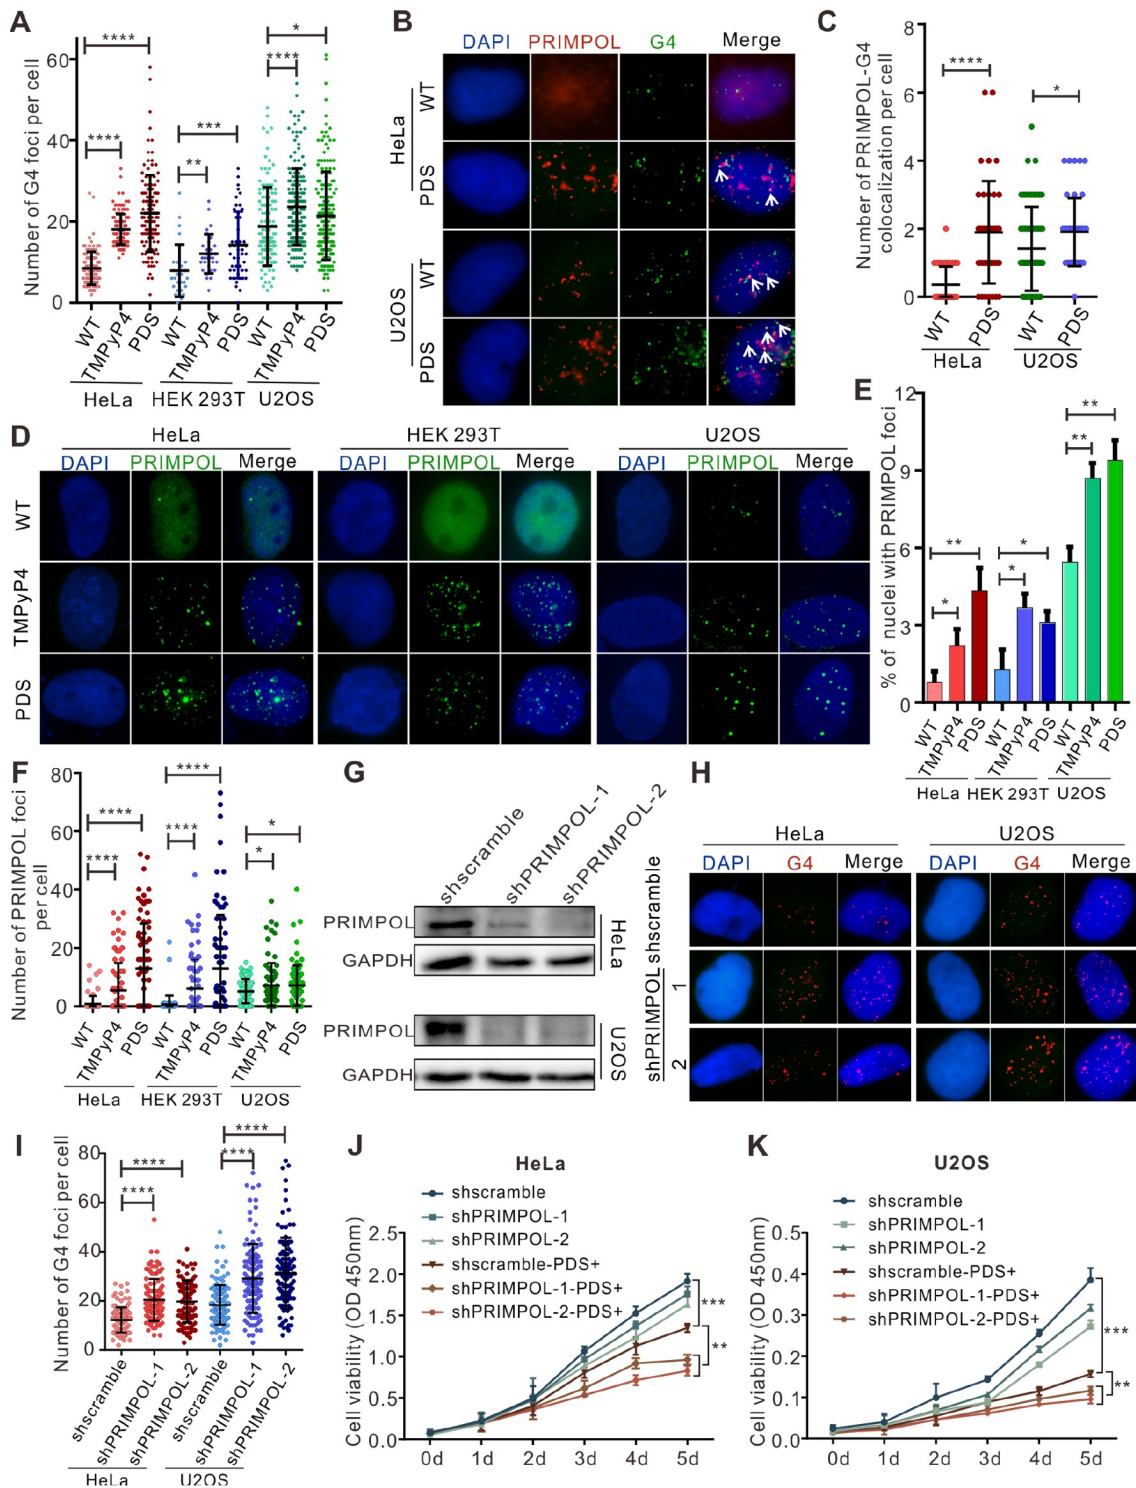 A
Number of G4 foci per cell
60
40
20
0
****
****
**
***
****
*
WT
TMPyP4
PDS
WT
TMPyP4
PDS
WT
TMPyP4
PDS
HeLa
HEK 293T
U2OS
B
DAPI PRIMPOL G4 Merge
HeLa
WT
PDS
U2OS
WT
PDS
C
Number of PRIMPOL-G4
colocalization per cell
8
6
4
2
0
****
*
WT
PDS
WT
PDS
HeLa
U2OS
D
HeLa
HEK 293T
U2OS
DAPI PRIMPOL Merge
DAPI PRIMPOL Merge
DAPI PRIMPOL Merge
WT
TMPyP4
PDS
E
% of nuclei with PRIMPOL foci
12
9
6
3
0
*
**
*
*
**
**
WT
TMPyP4
PDS
WT
TMPyP4
PDS
WT
TMPyP4
PDS
HeLa
HEK 293T
U2OS
F
Number of PRIMPOL foci
per cell
80
60
40
20
0
****
****
****
****
*
*
WT
TMPyP4
PDS
WT
TMPyP4
PDS
WT
TMPyP4
PDS
HeLa
HEK 293T
U2OS
G
shscramble
shPRIMPOL-1
shPRIMPOL-2
PRIMPOL
GAPDH
HeLa
PRIMPOL
GAPDH
U2OS
H
HeLa
U2OS
DAPI G4 Merge
DAPI G4 Merge
shscramble
shPRIMPOL
1
2
I
Number of G4 foci per cell
80
60
40
20
0
****
****
****
****
shscramble
shPRIMPOL-1
shPRIMPOL-2
shscramble
shPRIMPOL-1
shPRIMPOL-2
HeLa
U2OS
J
HeLa
shscramble
shPRIMPOL-1
shPRIMPOL-2
shscramble-PDS+
shPRIMPOL-1-PDS+
shPRIMPOL-2-PDS+
Cell viability (OD 450nm)
2.5
2.0
1.5
1.0
0.5
0.0
***
**
0d 1d 2d 3d 4d 5d
K
U2OS
shscramble
shPRIMPOL-1
shPRIMPOL-2
shscramble-PDS+
shPRIMPOL-1-PDS+
shPRIMPOL-2-PDS+
Cell viability (OD 450nm)
0.5
0.4
0.3
0.2
0.1
0.0
***
**
0d 1d 2d 3d 4d 5d